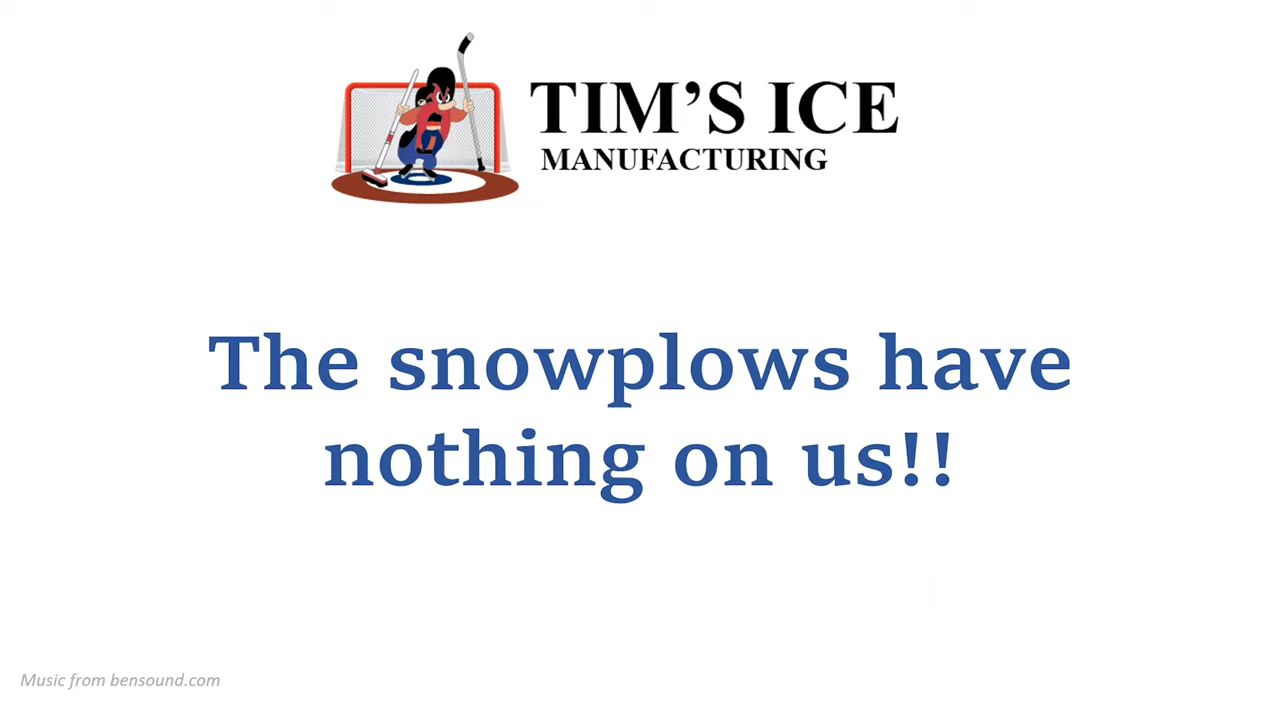 TIM'S ICE
MANUFACTURING
The snowplows have
nothing on us!!
Music from bensound.com